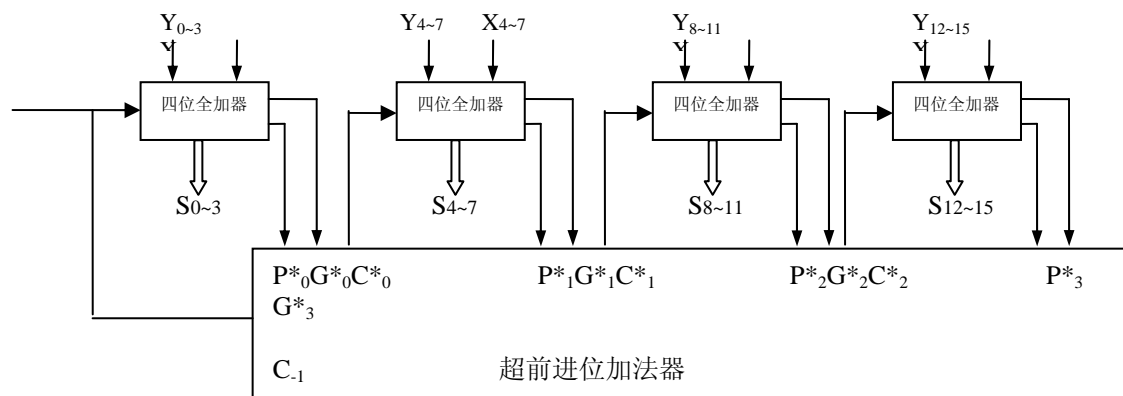 Y0~3 Y4~7 X4~7 Y8~11 Y12~15
四位全加器 四位全加器 四位全加器 四位全加器
S0~3 S4~7 S8~11 S12~15
P*0G*0C*0 P*1G*1C*1 P*2G*2C*2 P*3
G*3
C-1 超前进位加法器